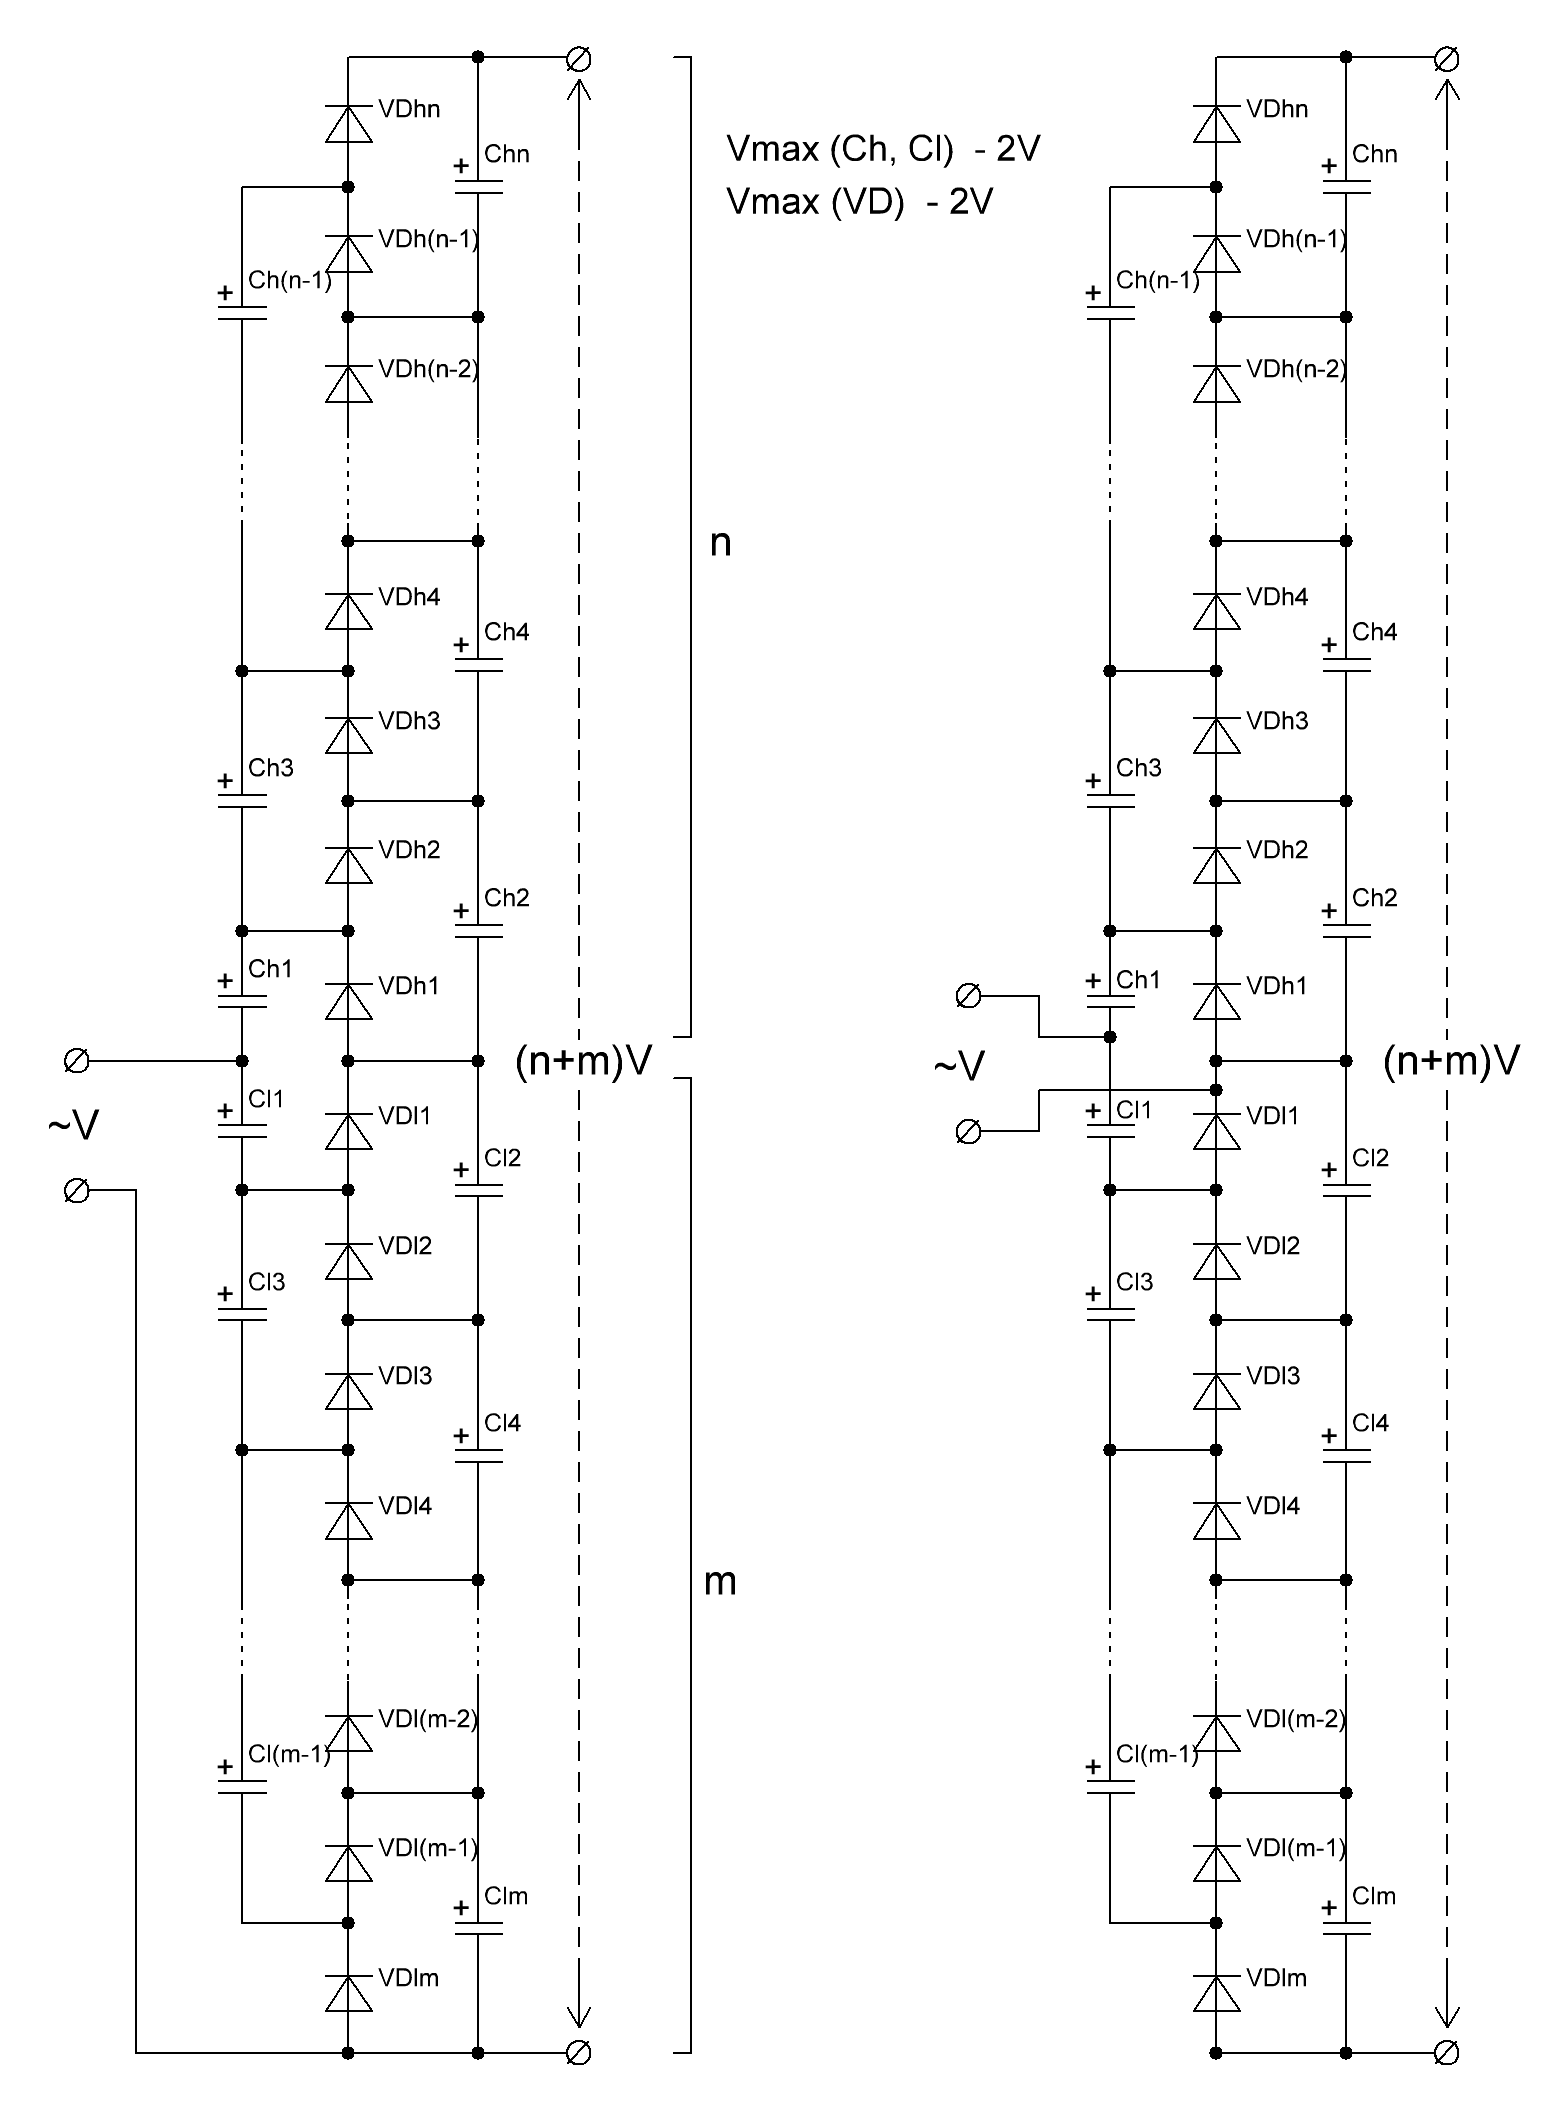 VDhn
Chn
+
Vmax (Ch, Cl) - 2V
Vmax (VD) - 2V
VDh(n-1)
Ch(n-1)
+
VDh(n-2)
n
VDh4
Ch4
+
VDh3
Ch3
+
VDh2
Ch2
+
Ch1
+
VDh1
(n+m)V
~V
Cl1
+
VDl1
Cl2
+
VDl2
Cl3
+
VDl3
Cl4
+
VDl4
m
VDl(m-2)
Cl(m-1)
+
VDl(m-1)
Clm
+
VDlm
VDhn
Chn
+
VDh(n-1)
Ch(n-1)
+
VDh(n-2)
VDh4
Ch4
+
VDh3
Ch3
+
VDh2
Ch2
+
Ch1
+
VDh1
~V
(n+m)V
Cl1
+
VDl1
Cl2
+
VDl2
Cl3
+
VDl3
Cl4
+
VDl4
VDl(m-2)
Cl(m-1)
+
VDl(m-1)
Clm
+
VDlm